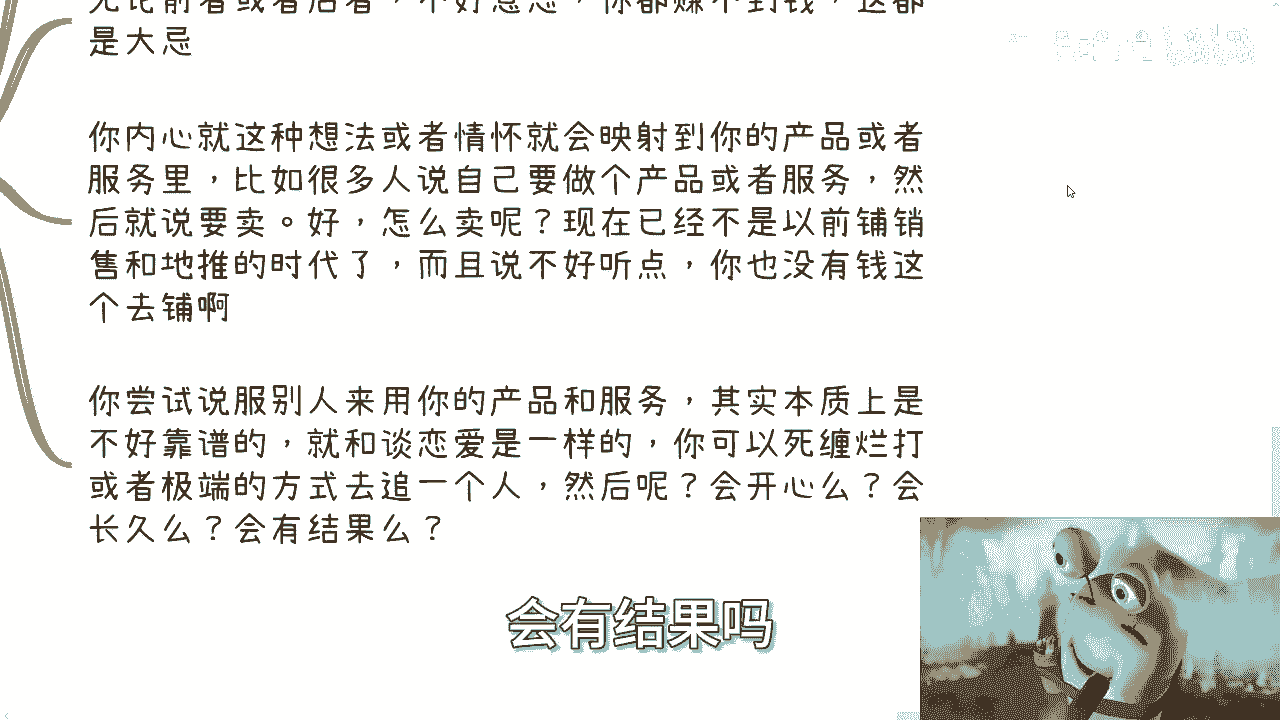 无论前者或者后者，不好意思，你都赚不到钱，这都
是大忌
你内心就这种想法或者情怀就会映射到你的产品或者
服务里，比如很多人说自己要做个产品或者服务，然
后就说要卖。好，怎么卖呢？现在已经不是以前铺销
售和地推的时代了，而且说不好听点，你也没有钱这
个去铺啊
你尝试说服别人来用你的产品和服务，其实本质上是
不好靠谱的，就和谈恋爱是一样的，你可以死缠烂打
或者极端的方式去追一个人，然后呢？会开心么？会
长久么？会有结果么？
会有结果吗